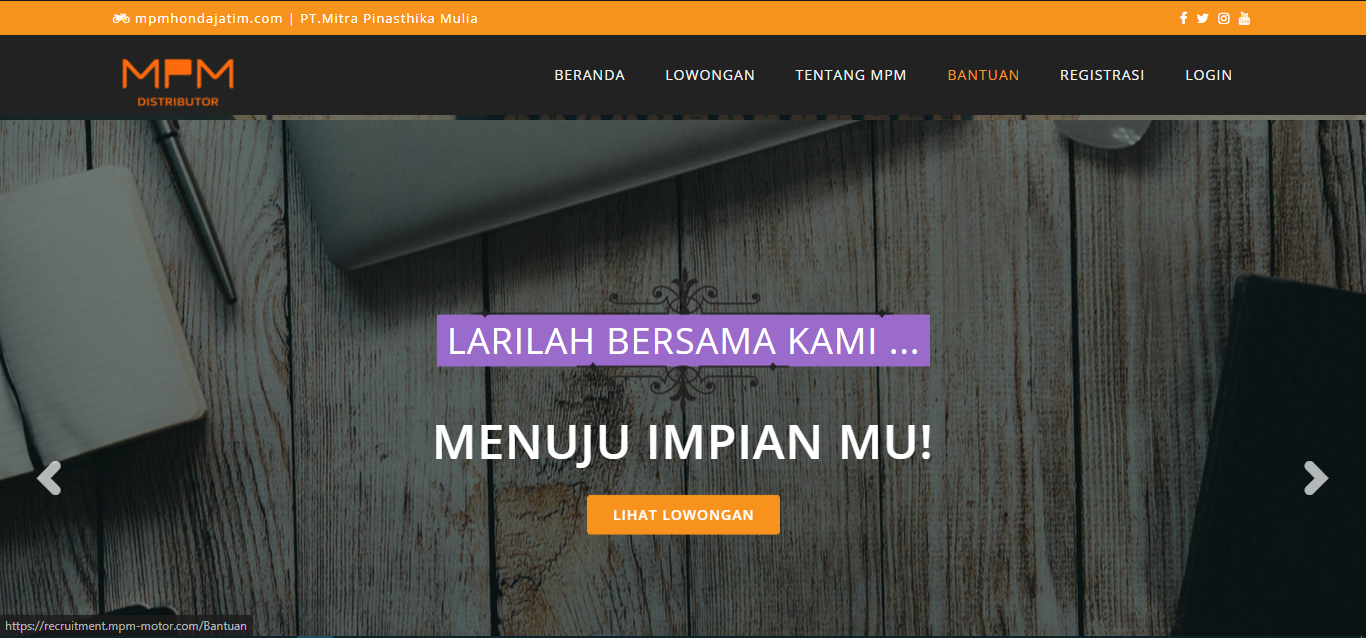 mpmhondajatim.com | PT.Mitra Pinasthika Mulia
MPM
DISTRIBUTOR
BERANDA LOWONGAN TENTANG MPM BANTUAN REGISTRASI LOGIN
LARILAH BERSAMA KAMI ...
MENUJU IMPIAN MU!
LIHAT LOWONGAN
https://recruitment.mpm-motor.com/Bantuan